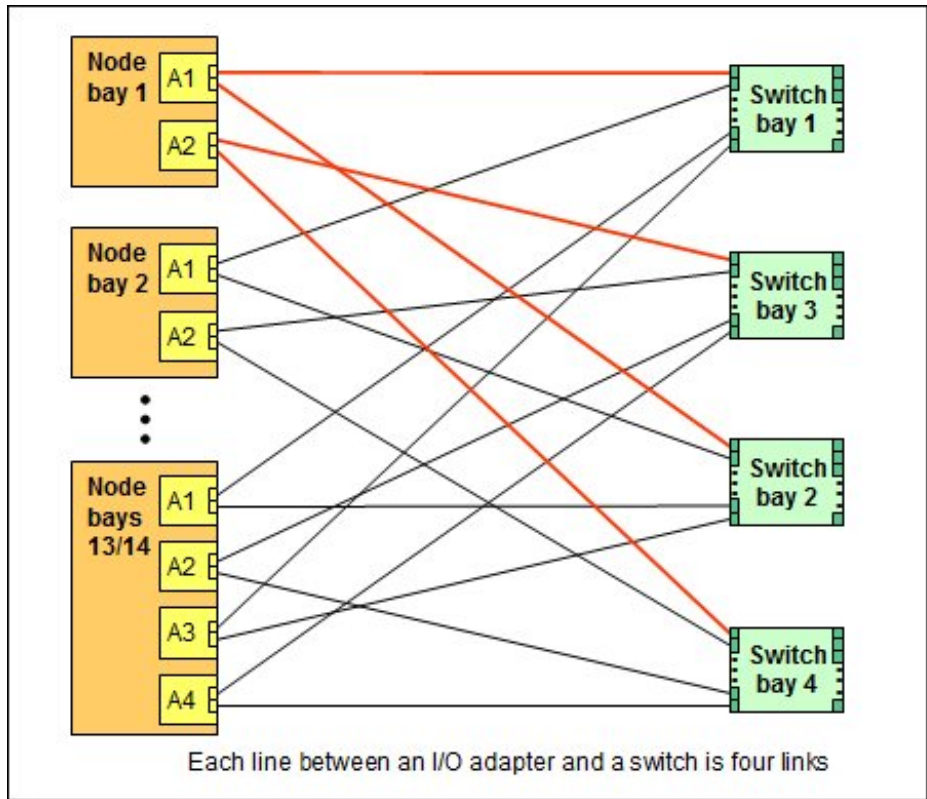 Node
bay 1
A1
A2
Node
bay 2
A1
A2
Node
bays
13/14
A1
A2
A3
A4
Switch
bay 1
Switch
bay 3
Switch
bay 2
Switch
bay 4
Each line between an I/O adapter and a switch is four links